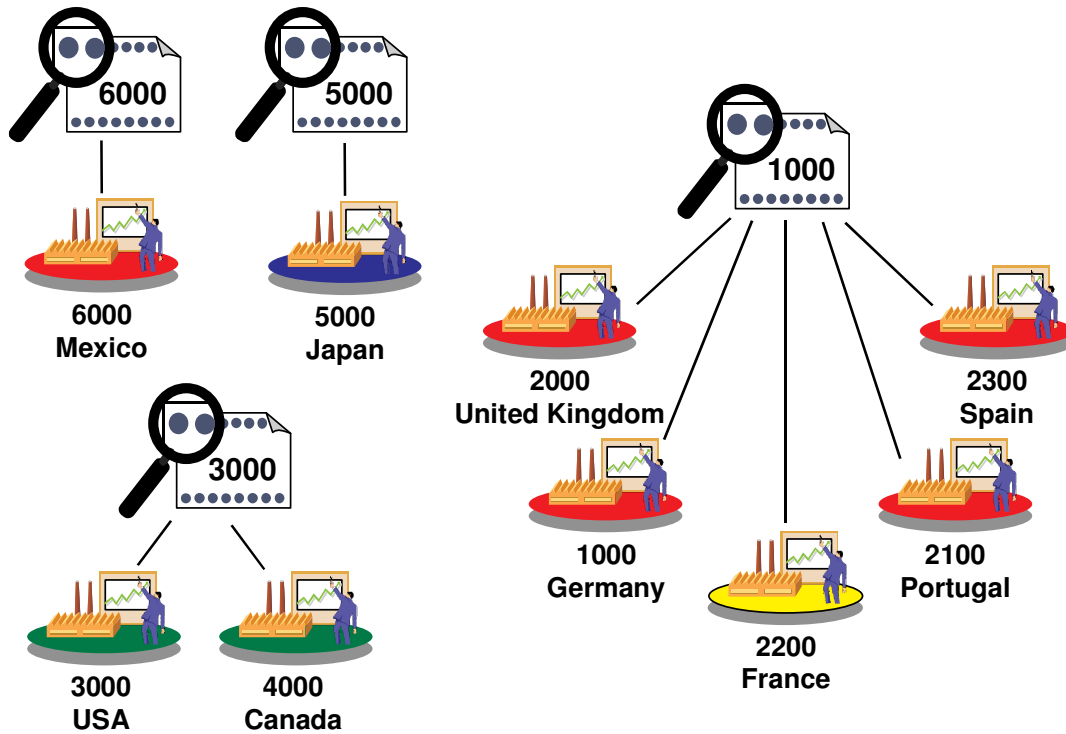 6000
5000
6000
Mexico
5000
Japan
3000
3000
USA
4000
Canada
1000
2000
United Kingdom
2300
Spain
1000
Germany
2100
Portugal
2200
France